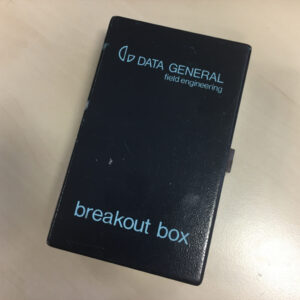 DATA GENERAL
field engineering
breakout box